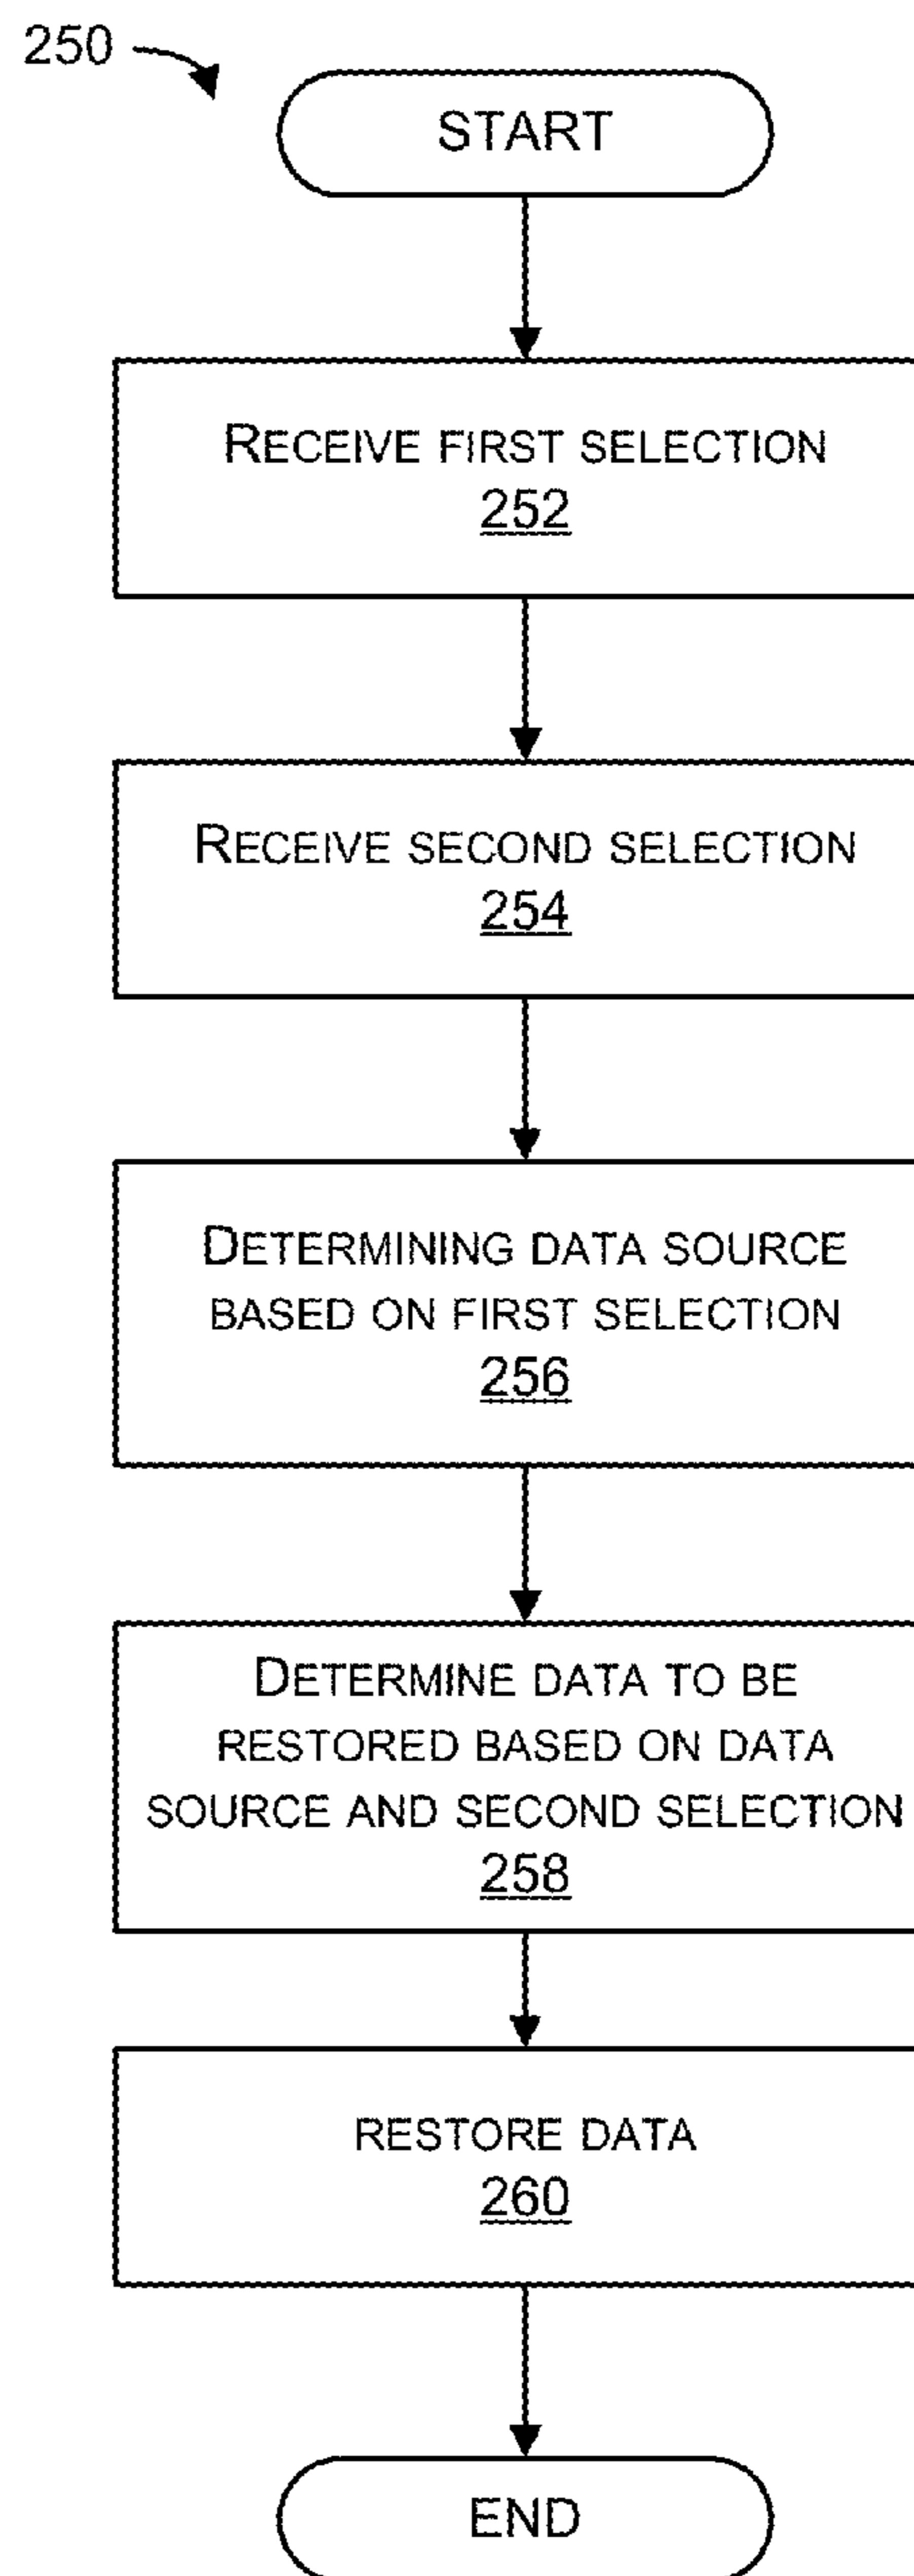 250
START
RECEIVE FIRST SELECTION
252
RECEIVE SECOND SELECTION
254
DETERMINING DATA SOURCE
BASED ON FIRST SELECTION
256
DETERMINE DATA TO BE
RESTORED BASED ON DATA
SOURCE AND SECOND SELECTION
258
RESTORE DATA
260
END